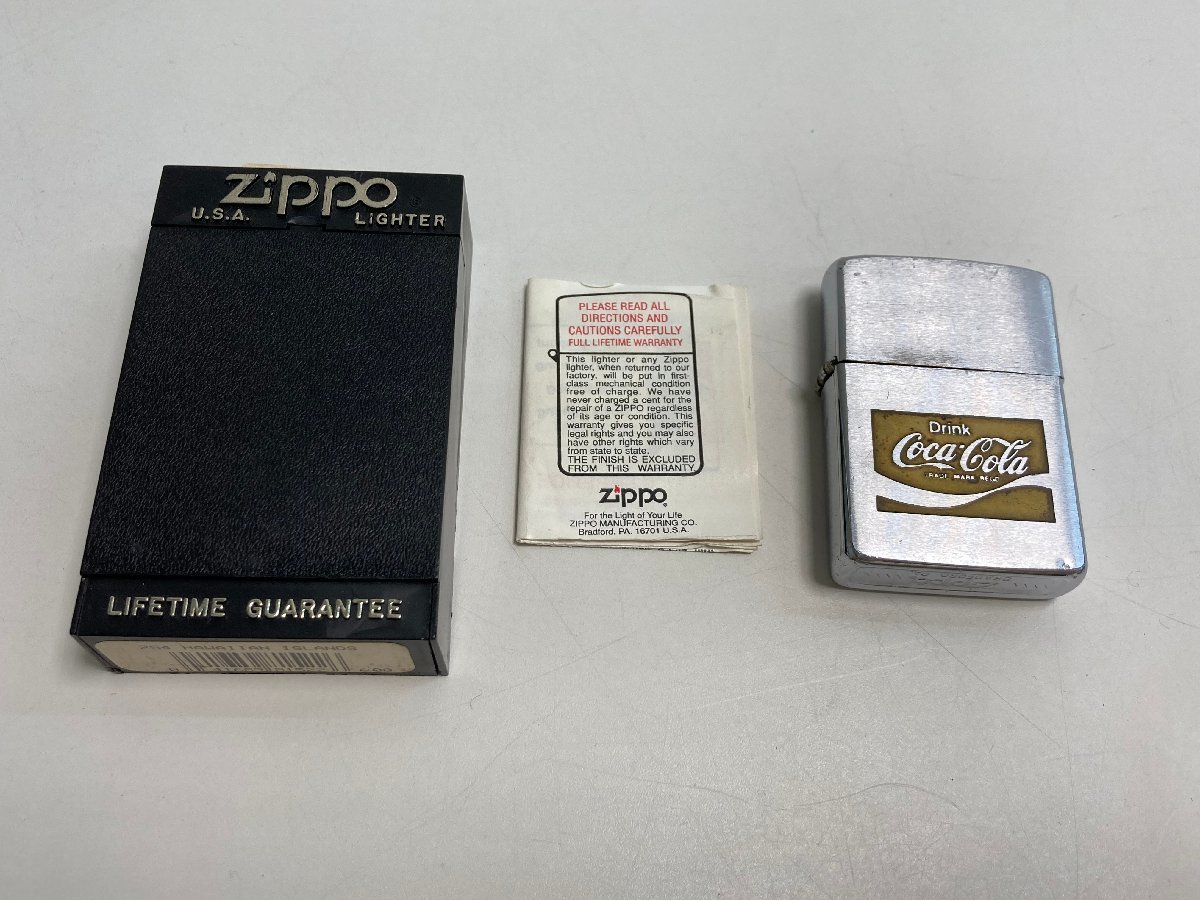 Zippo
U.S.A. LIGHTER
LIFETIME GUARANTEE
254 HAWAIIAN ISLANDS
PLEASE READ ALL
DIRECTIONS AND
CAUTIONS CAREFULLY
FULL LIFETIME WARRANTY
This lighter or any Zippo
lighter, when returned to our
factory, will be put in first-
class mechanical condition
free of charge. We have
never charged a cent for the
repair of a ZIPPO regardless
of its age or condition. This
warranty gives you specific
legal rights and you may also
have other rights which vary
from state to state.
THE FINISH IS EXCLUDED
FROM THIS WARRANTY.
Zippo
For the Light of Your Life
ZIPPO MANUFACTURING CO.
Bradford, PA. 16701 U.S.A.
Drink
Coca-Cola
TRADE MARK REGD